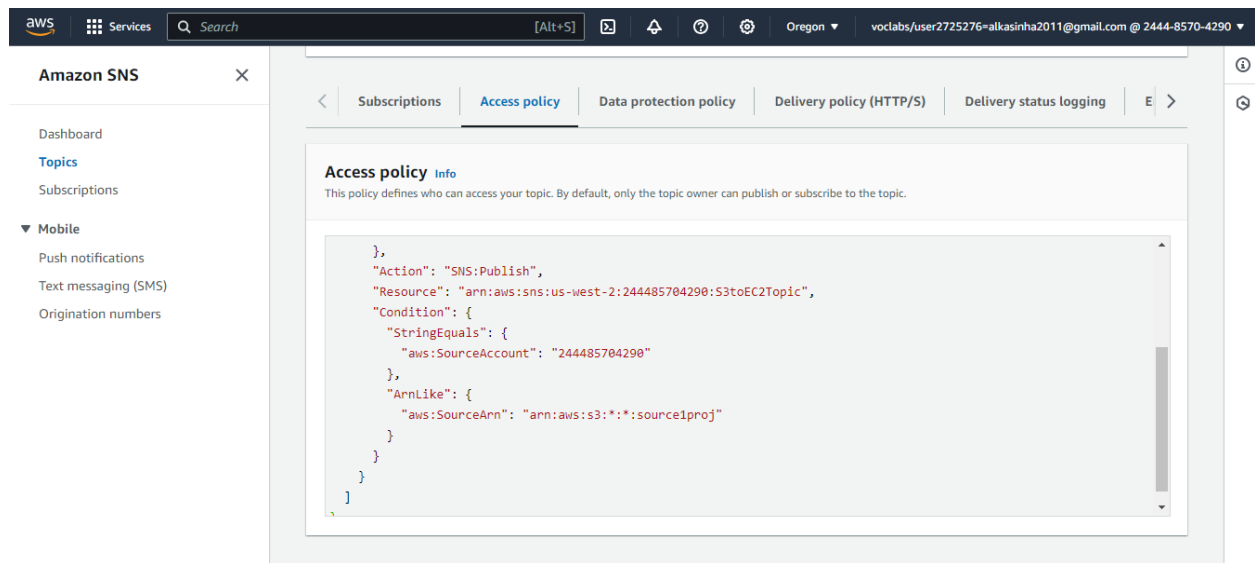 aws
Services
Search
[Alt+S]
Oregon ▼
voclabs/user2725276=alkasinha2011@gmail.com @ 2444-8570-4290 ▼
Amazon SNS
Dashboard
Topics
Subscriptions
▼ Mobile
Push notifications
Text messaging (SMS)
Origination numbers
Subscriptions
Access policy
Data protection policy
Delivery policy (HTTP/S)
Delivery status logging
E
Access policy Info
This policy defines who can access your topic. By default, only the topic owner can publish or subscribe to the topic.
},
"Action": "SNS:Publish",
"Resource": "arn:aws:sns:us-west-2:244485704290:S3toEC2Topic",
"Condition": {
"StringEquals": {
"aws:SourceAccount": "244485704290"
},
"ArnLike": {
"aws:SourceArn": "arn:aws:s3:*:*:source1proj"
}
}
}
]
}